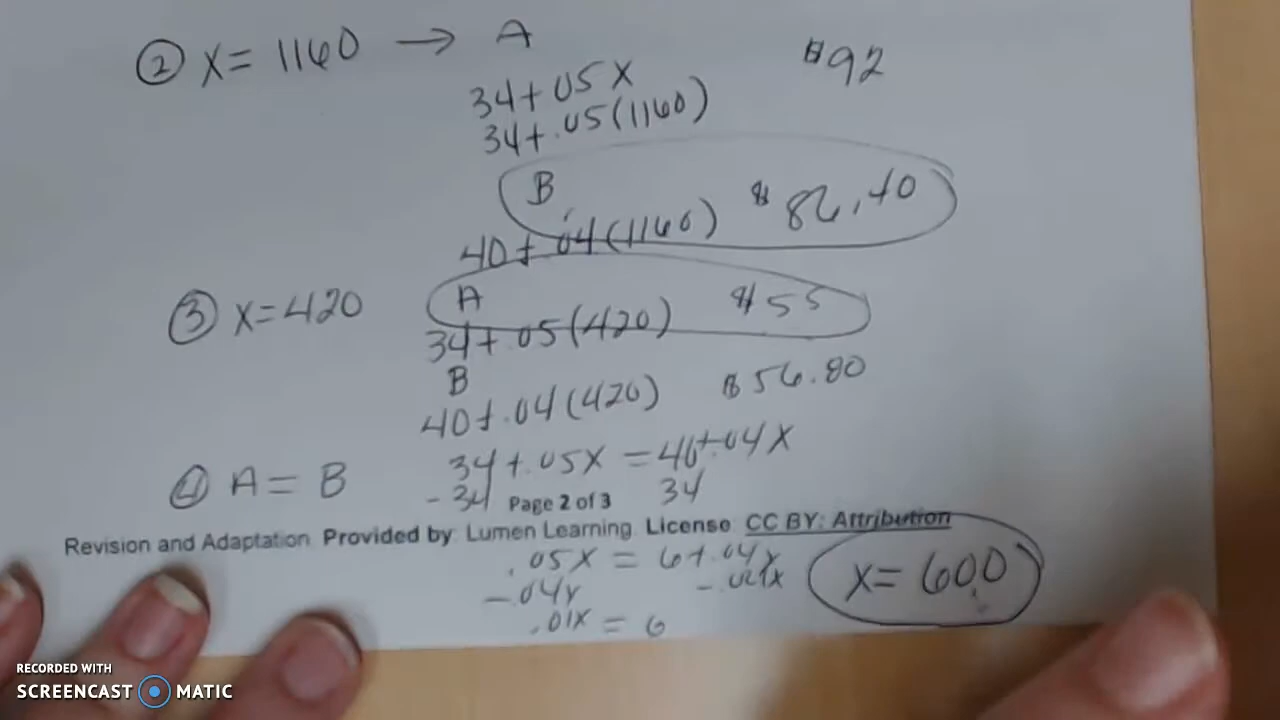 ② X = 1160 → A $92
34 + 05 X
34 + .05 (1160)
B $86.40
40 + .04 (1160)
③ X = 420 A $55
34 + .05 (420)
B $56.80
40 + .04 (420)
④ A = B 34 + .05X = 40 + .04X
- 34 34
Page 2 of 3
Revision and Adaptation Provided by: Lumen Learning. License: CC BY: Attribution
.05X = 6 + .04X X = 600
- .04X - .04X
.01X = 6
RECORDED WITH
SCREENCAST MATIC